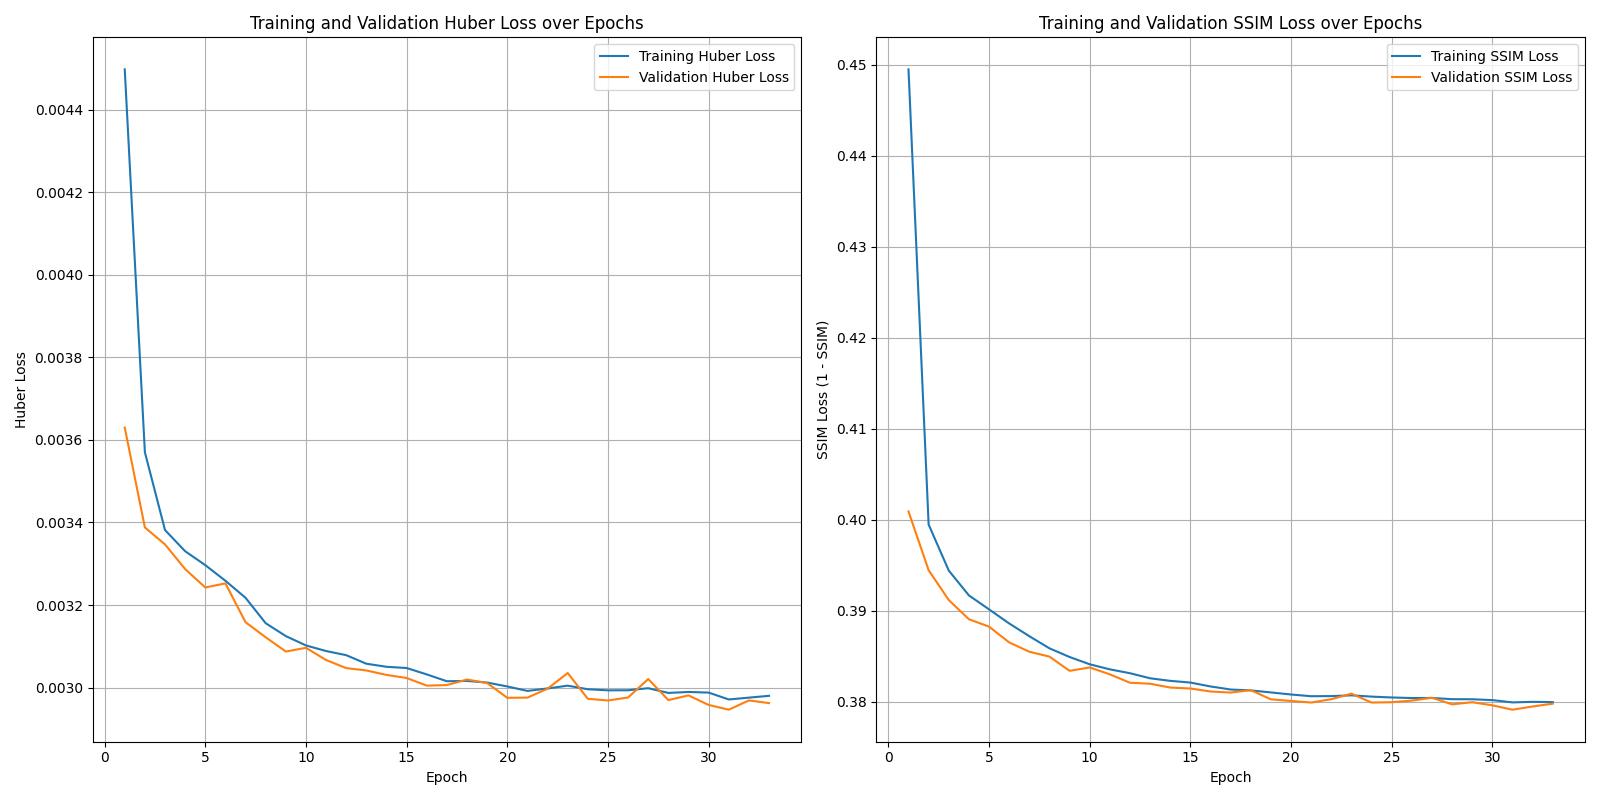 Training and Validation Huber Loss over Epochs
Training Huber Loss
Validation Huber Loss
Huber Loss
0.0044
0.0042
0.0040
0.0038
0.0036
0.0034
0.0032
0.0030
0 5 10 15 20 25 30
Epoch
Training and Validation SSIM Loss over Epochs
Training SSIM Loss
Validation SSIM Loss
SSIM Loss (1 - SSIM)
0.45
0.44
0.43
0.42
0.41
0.40
0.39
0.38
0 5 10 15 20 25 30
Epoch